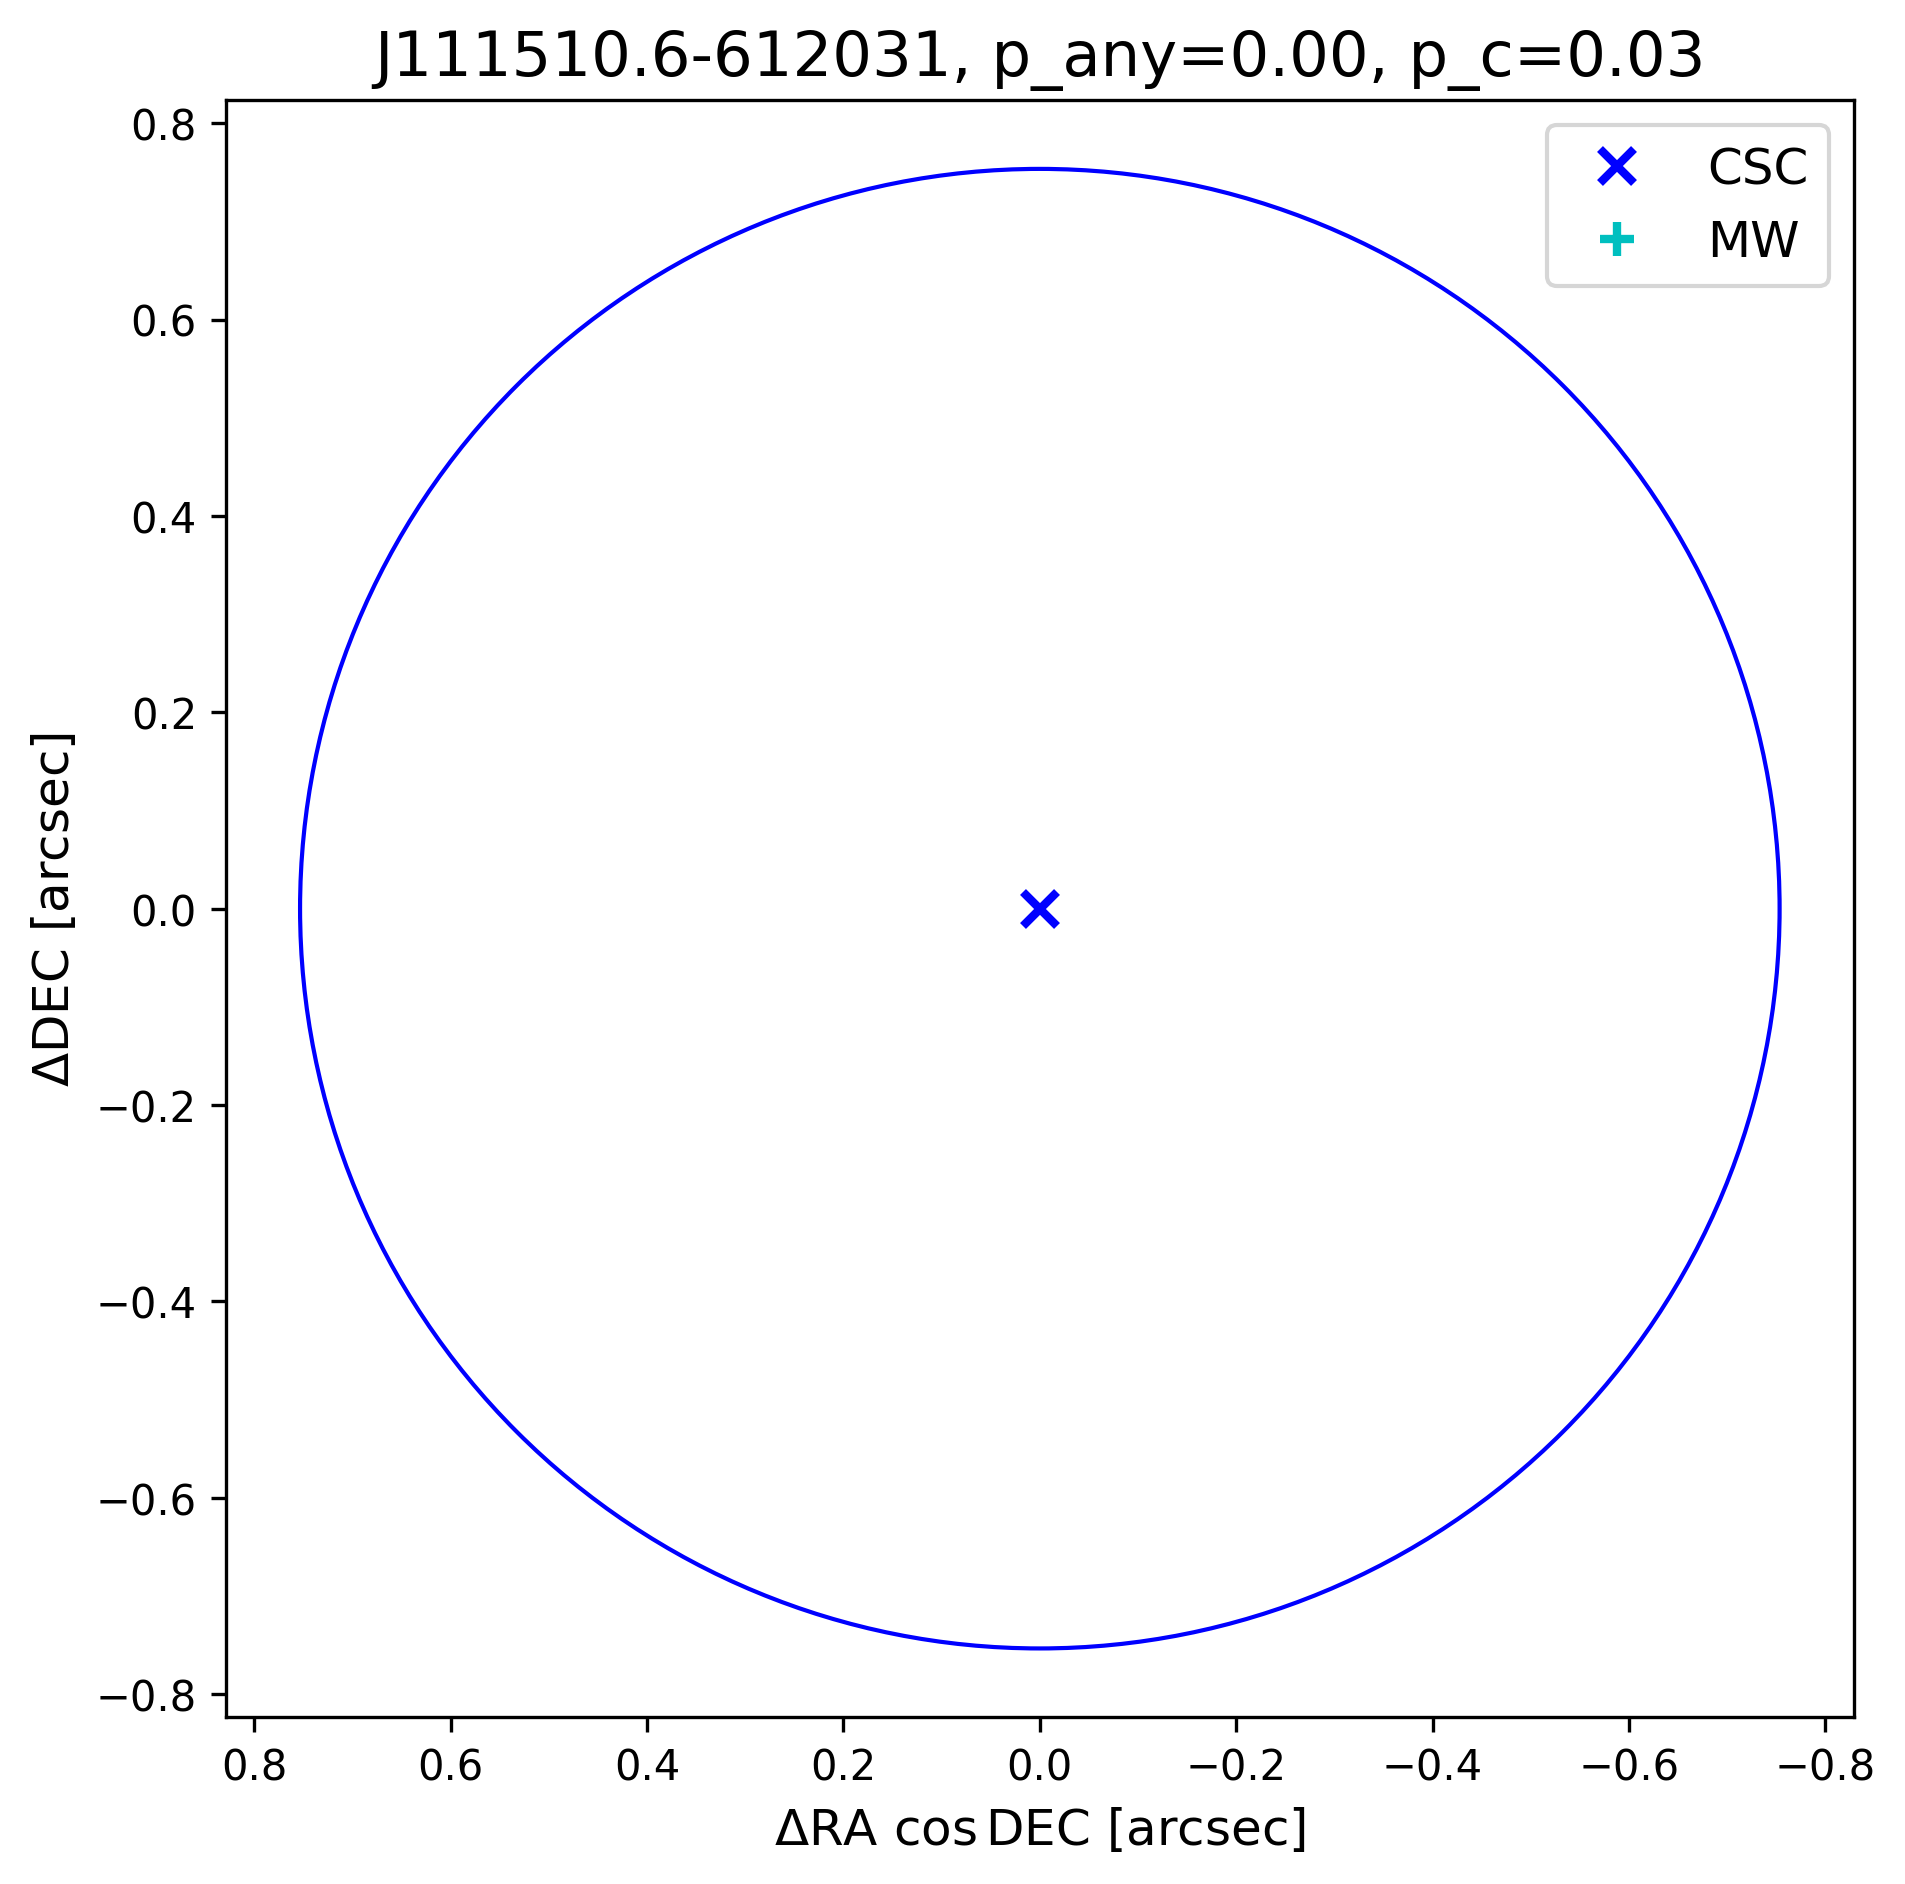 J111510.6-612031, p_any=0.00, p_c=0.03
CSC
MW
0.8
0.6
0.4
0.2
0.0
−0.2
−0.4
−0.6
−0.8
ΔDEC [arcsec]
0.8 0.6 0.4 0.2 0.0 −0.2 −0.4 −0.6 −0.8
ΔRA cos DEC [arcsec]